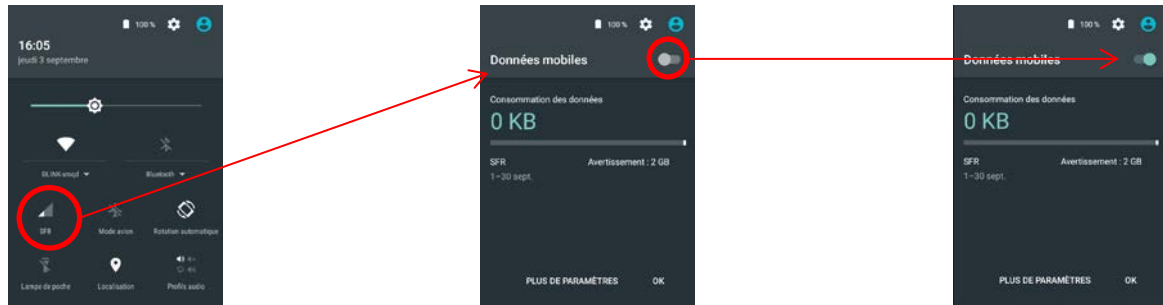 100 %
16:05
jeudi 3 septembre
Bluetooth
SFR
Mode avion
Rotation automatique
Lampe de poche
Localisation
Profils audio
100 %
Données mobiles
Consommation des données
0 KB
SFR
Avertissement : 2 GB
1–30 sept.
PLUS DE PARAMÈTRES
OK
100 %
Données mobiles
Consommation des données
0 KB
SFR
Avertissement : 2 GB
1–30 sept.
PLUS DE PARAMÈTRES
OK